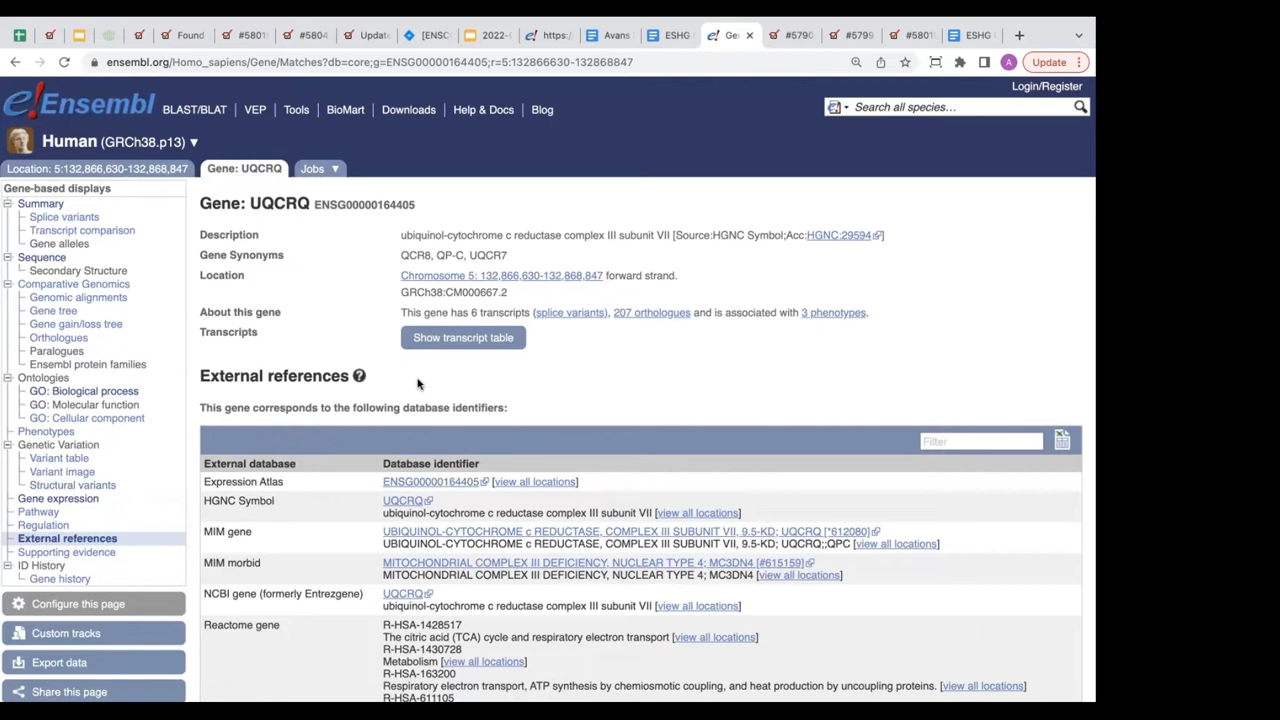 Found #5801 #5804 Update [ENSC 2022- https: Avans ESHG Ge #5790 #5799 #5801 ESHG
ensembl.org/Homo_sapiens/Gene/Matches?db=core;g=ENSG00000164405;r=5:132866630-132868847 A Update
Login/Register
e!Ensembl BLAST/BLAT VEP Tools BioMart Downloads Help & Docs Blog Search all species…
Human (GRCh38.p13)
Location: 5:132,866,630-132,868,847 Gene: UQCRQ Jobs
Gene-based displays
Summary
Splice variants
Transcript comparison
Gene alleles
Sequence
Secondary Structure
Comparative Genomics
Genomic alignments
Gene tree
Gene gain/loss tree
Orthologues
Paralogues
Ensembl protein families
Ontologies
GO: Biological process
GO: Molecular function
GO: Cellular component
Phenotypes
Genetic Variation
Variant table
Variant image
Structural variants
Gene expression
Pathway
Regulation
External references
Supporting evidence
ID History
Gene history
Configure this page
Custom tracks
Export data
Share this page
Gene: UQCRQ ENSG00000164405
Description ubiquinol-cytochrome c reductase complex III subunit VII [Source:HGNC Symbol;Acc:HGNC:29594]
Gene Synonyms QCR8, QP-C, UQCR7
Location Chromosome 5: 132,866,630-132,868,847 forward strand.
GRCh38:CM000667.2
About this gene This gene has 6 transcripts (splice variants), 207 orthologues and is associated with 3 phenotypes.
Transcripts Show transcript table
External references ?
This gene corresponds to the following database identifiers:
Filter
External database Database identifier
Expression Atlas ENSG00000164405 [view all locations]
HGNC Symbol UQCRQ
ubiquinol-cytochrome c reductase complex III subunit VII [view all locations]
MIM gene UBIQUINOL-CYTOCHROME c REDUCTASE, COMPLEX III SUBUNIT VII, 9.5-KD; UQCRQ [*612080]
UBIQUINOL-CYTOCHROME c REDUCTASE, COMPLEX III SUBUNIT VII, 9.5-KD; UQCRQ;;QPC [view all locations]
MIM morbid MITOCHONDRIAL COMPLEX III DEFICIENCY, NUCLEAR TYPE 4; MC3DN4 [#615159]
MITOCHONDRIAL COMPLEX III DEFICIENCY, NUCLEAR TYPE 4; MC3DN4 [view all locations]
NCBI gene (formerly Entrezgene) UQCRQ
ubiquinol-cytochrome c reductase complex III subunit VII [view all locations]
Reactome gene R-HSA-1428517
The citric acid (TCA) cycle and respiratory electron transport [view all locations]
R-HSA-1430728
Metabolism [view all locations]
R-HSA-163200
Respiratory electron transport, ATP synthesis by chemiosmotic coupling, and heat production by uncoupling proteins. [view all locations]
R-HSA-611105